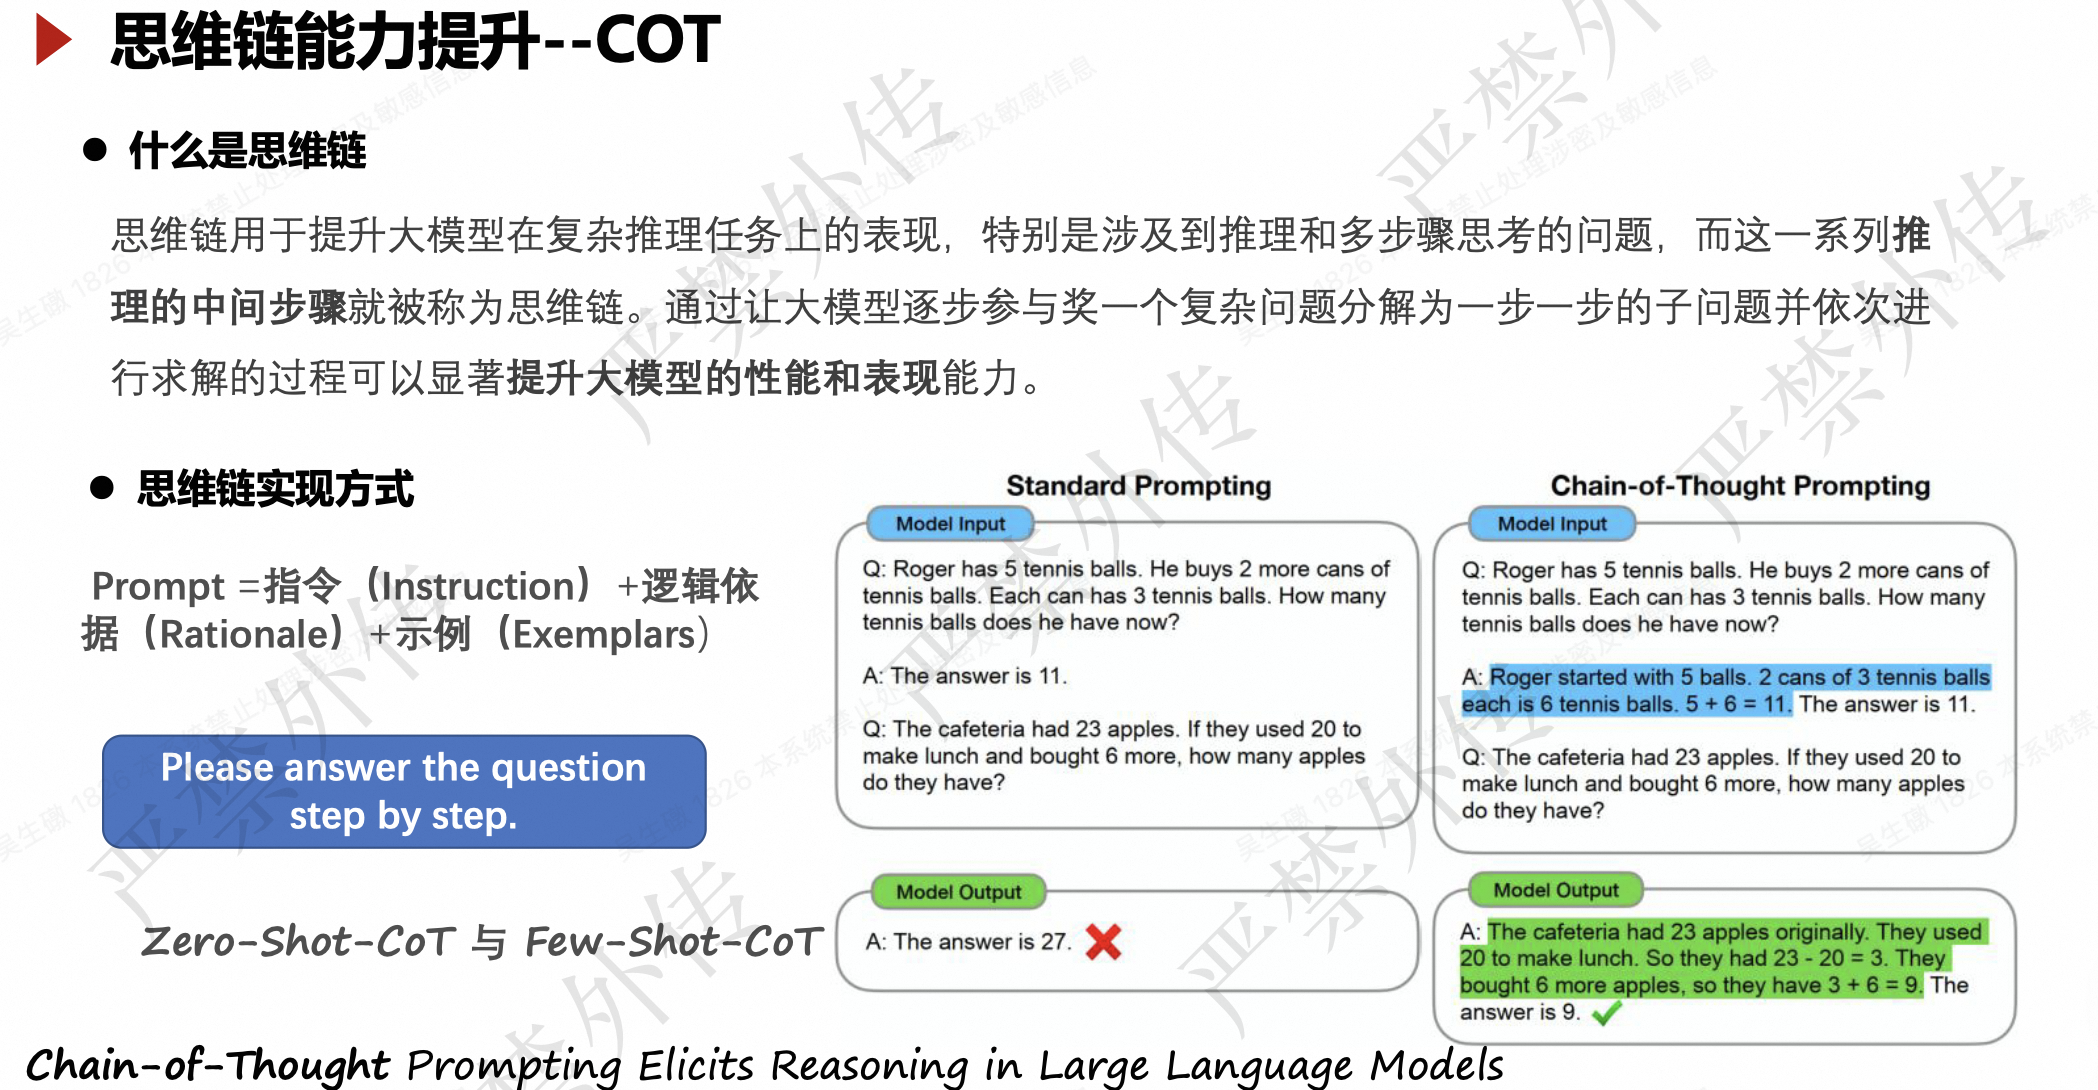 思维链能力提升--COT
● 什么是思维链
思维链用于提升大模型在复杂推理任务上的表现，特别是涉及到推理和多步骤思考的问题，而这一系列推
理的中间步骤就被称为思维链。通过让大模型逐步参与奖一个复杂问题分解为一步一步的子问题并依次进
行求解的过程可以显著提升大模型的性能和表现能力。
● 思维链实现方式
Prompt =指令（Instruction）+逻辑依
据（Rationale）+示例（Exemplars）
Please answer the question
step by step.
Zero-Shot-CoT 与 Few-Shot-CoT
Standard Prompting
Model Input
Q: Roger has 5 tennis balls. He buys 2 more cans of
tennis balls. Each can has 3 tennis balls. How many
tennis balls does he have now?
A: The answer is 11.
Q: The cafeteria had 23 apples. If they used 20 to
make lunch and bought 6 more, how many apples
do they have?
Model Output
A: The answer is 27.
Chain-of-Thought Prompting
Model Input
Q: Roger has 5 tennis balls. He buys 2 more cans of
tennis balls. Each can has 3 tennis balls. How many
tennis balls does he have now?
A: Roger started with 5 balls. 2 cans of 3 tennis balls
each is 6 tennis balls. 5 + 6 = 11. The answer is 11.
Q: The cafeteria had 23 apples. If they used 20 to
make lunch and bought 6 more, how many apples
do they have?
Model Output
A: The cafeteria had 23 apples originally. They used
20 to make lunch. So they had 23 - 20 = 3. They
bought 6 more apples, so they have 3 + 6 = 9. The
answer is 9.
Chain-of-Thought Prompting Elicits Reasoning in Large Language Models
严禁外传